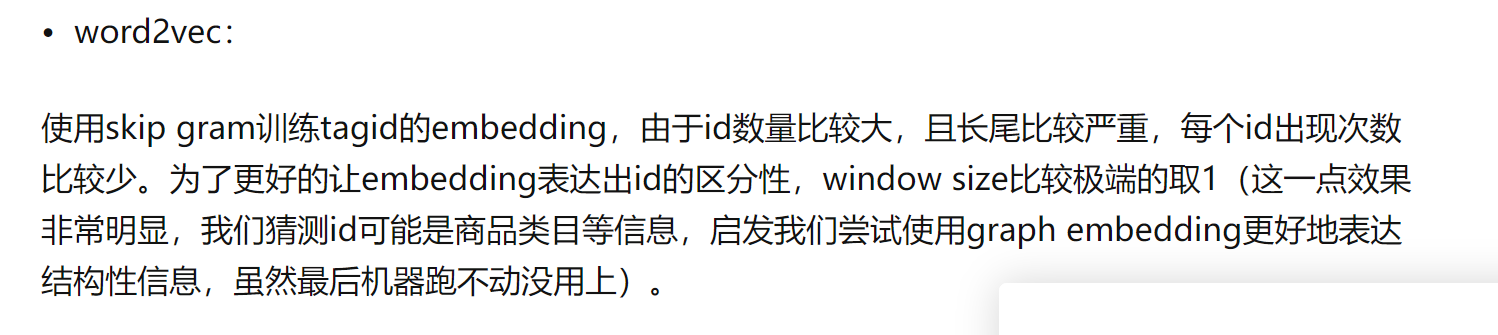 • word2vec：
使用skip gram训练tagid的embedding，由于id数量比较大，且长尾比较严重，每个id出现次数
比较少。为了更好的让embedding表达出id的区分性，window size比较极端的取1（这一点效果
非常明显，我们猜测id可能是商品类目等信息，启发我们尝试使用graph embedding更好地表达
结构性信息，虽然最后机器跑不动没用上）。